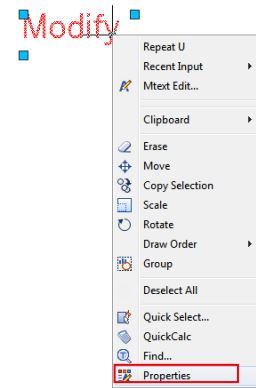 Modify
Repeat U
Recent Input
Mtext Edit...
Clipboard
Erase
Move
Copy Selection
Scale
Rotate
Draw Order
Group
Deselect All
Quick Select...
QuickCalc
Find...
Properties